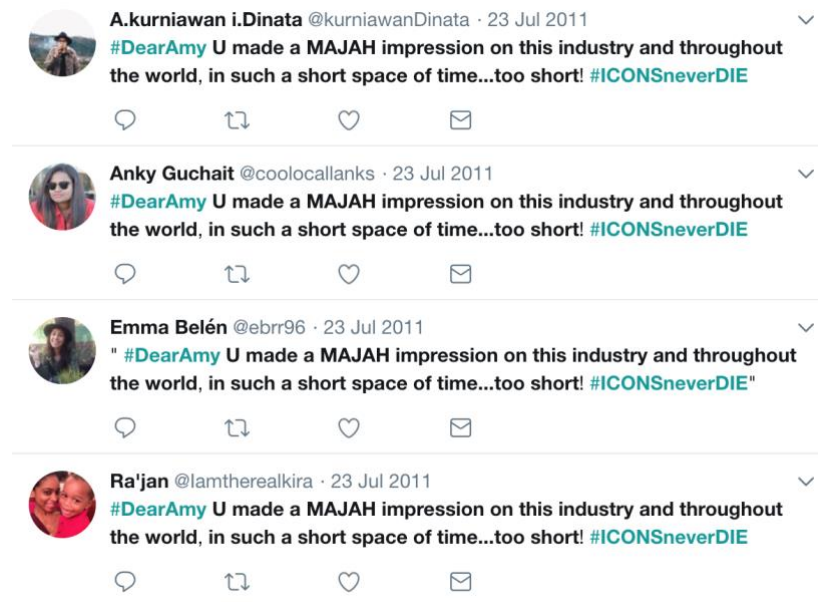 A.kurniawan i.Dinata @kurniawanDinata · 23 Jul 2011
#DearAmy U made a MAJAH impression on this industry and throughout
the world, in such a short space of time...too short! #ICONSneverDIE
Anky Guchait @coolocallanks · 23 Jul 2011
#DearAmy U made a MAJAH impression on this industry and throughout
the world, in such a short space of time...too short! #ICONSneverDIE
Emma Belén @ebrr96 · 23 Jul 2011
" #DearAmy U made a MAJAH impression on this industry and throughout
the world, in such a short space of time...too short! #ICONSneverDIE"
Ra'jan @Iamtherealkira · 23 Jul 2011
#DearAmy U made a MAJAH impression on this industry and throughout
the world, in such a short space of time...too short! #ICONSneverDIE